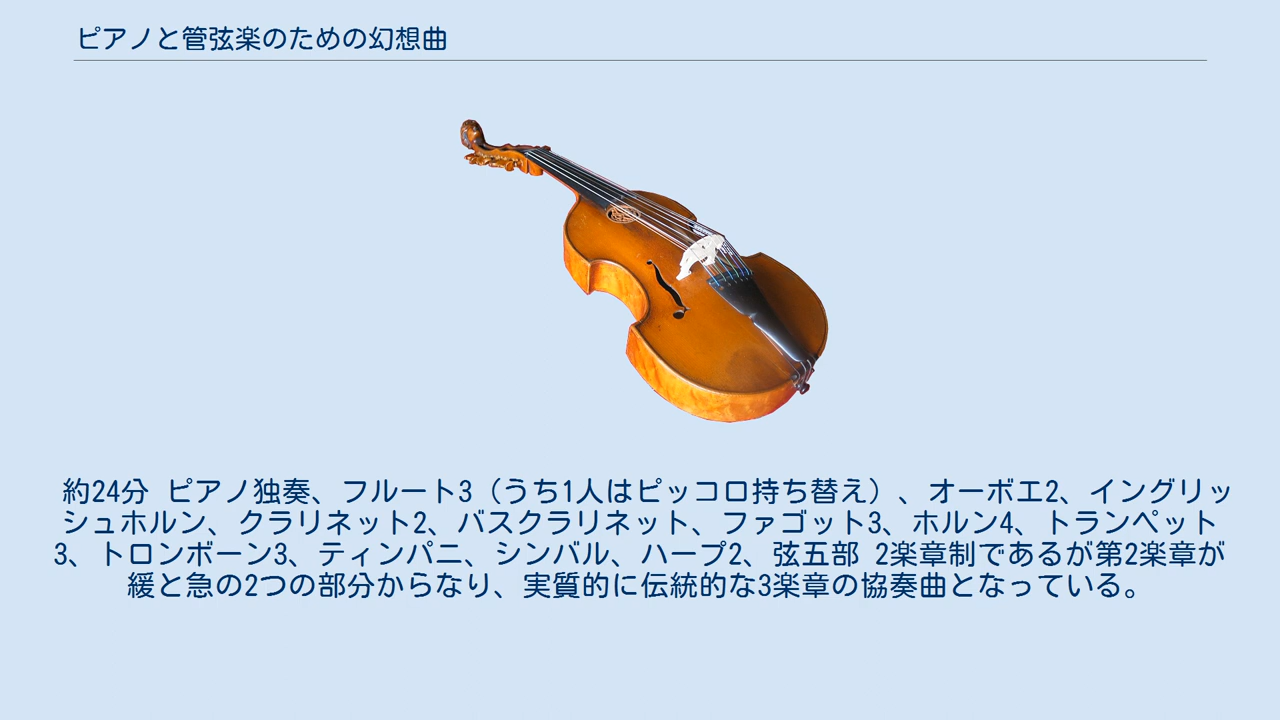 ピアノと管弦楽のための幻想曲
約24分 ピアノ独奏、フルート3（うち1人はピッコロ持ち替え）、オーボエ2、イングリッ
シュホルン、クラリネット2、バスクラリネット、ファゴット3、ホルン4、トランペット
3、トロンボーン3、ティンパニ、シンバル、ハープ2、弦五部 2楽章制であるが第2楽章が
緩と急の2つの部分からなり、実質的に伝統的な3楽章の協奏曲となっている。